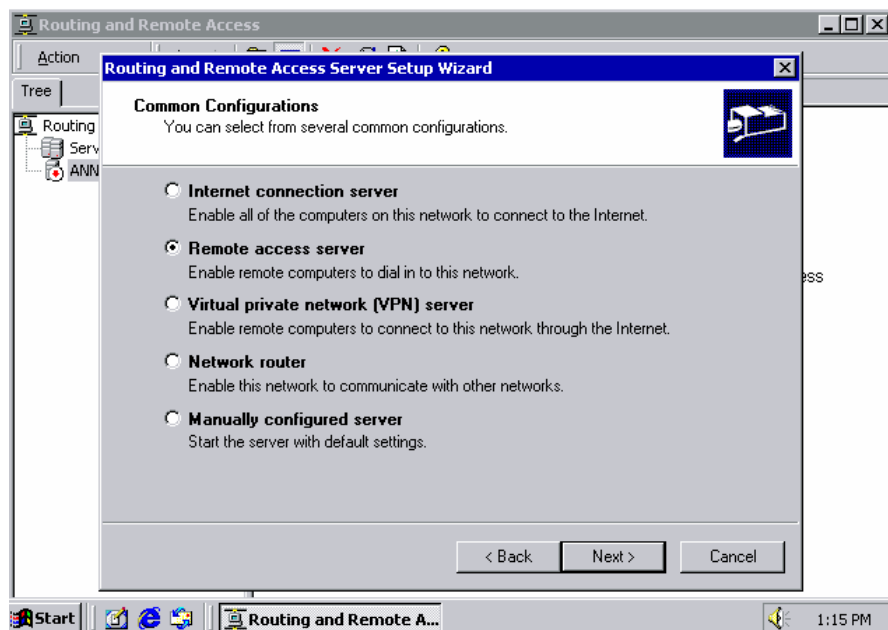 Routing and Remote Access
Action
Tree
Routing
Serv
ANN
Routing and Remote Access Server Setup Wizard
Common Configurations
You can select from several common configurations.
Internet connection server
Enable all of the computers on this network to connect to the Internet.
Remote access server
Enable remote computers to dial in to this network.
Virtual private network (VPN) server
Enable remote computers to connect to this network through the Internet.
Network router
Enable this network to communicate with other networks.
Manually configured server
Start the server with default settings.
< Back
Next >
Cancel
ess
Start
Routing and Remote A...
1:15 PM